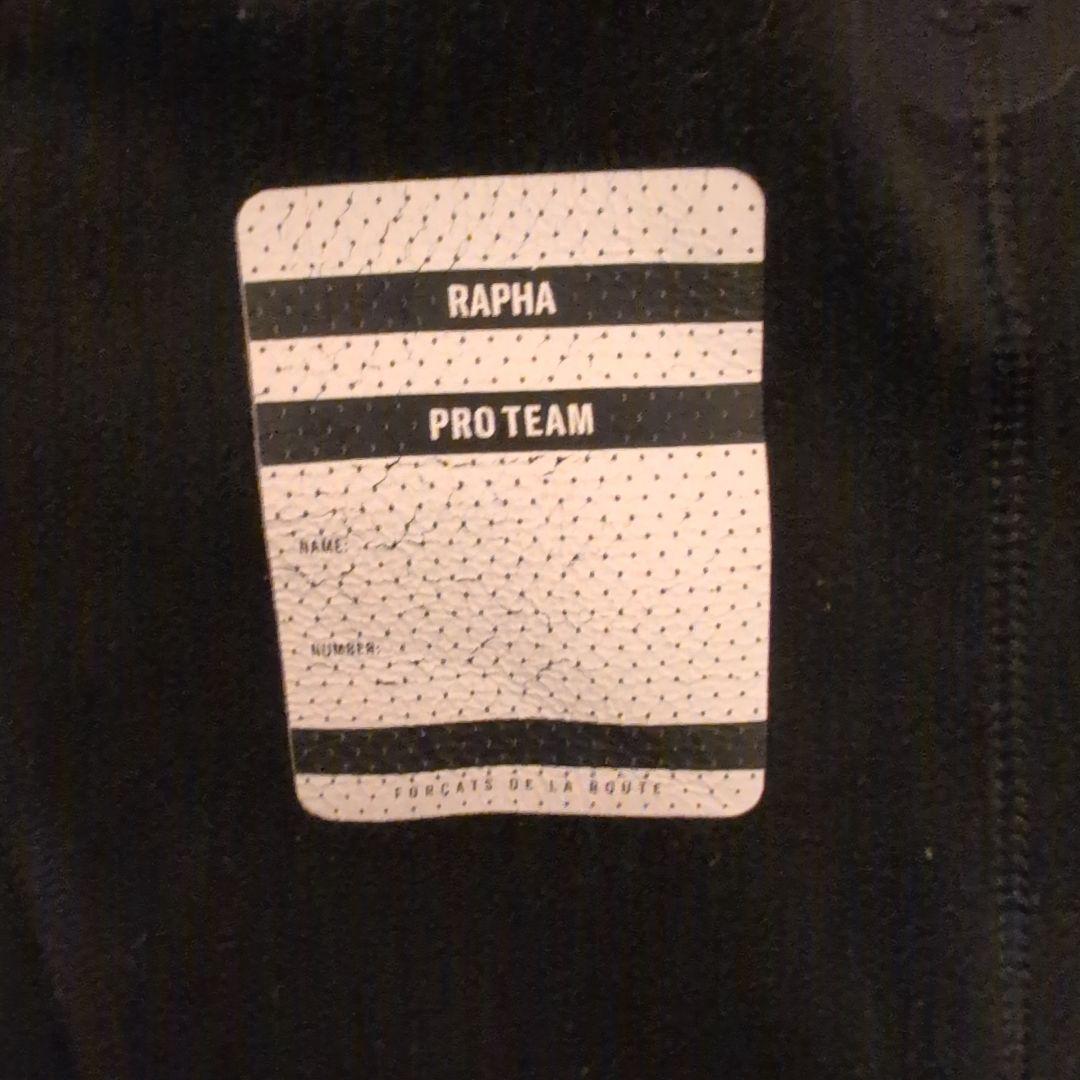 RAPHA
PRO TEAM
NAME:
NUMBER:
FORÇATS DE LA ROUTE